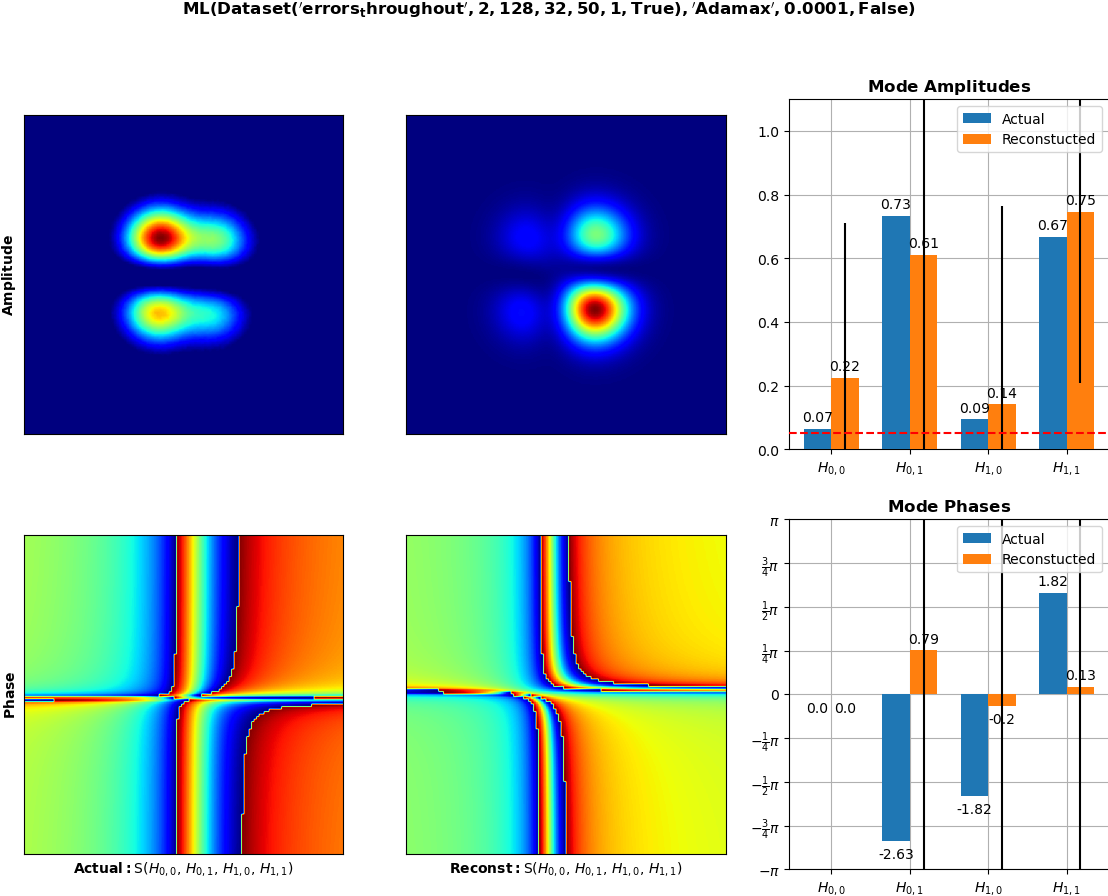 ML(Dataset('errors_throughout', 2, 128, 32, 50, 1, True), 'Adamax', 0.0001, False)
Amplitude
Mode Amplitudes
Actual
Reconstucted
1.0
0.8
0.6
0.4
0.2
0.0
0.07
0.22
0.73
0.61
0.09
0.14
0.67
0.75
H0,0
H0,1
H1,0
H1,1
Phase
Actual: S(H0,0, H0,1, H1,0, H1,1)
Reconst: S(H0,0, H0,1, H1,0, H1,1)
Mode Phases
Actual
Reconstucted
π
3/4π
1/2π
1/4π
0
−1/4π
−1/2π
−3/4π
−π
0.0
0.0
-2.63
0.79
-1.82
-0.2
1.82
0.13
H0,0
H0,1
H1,0
H1,1